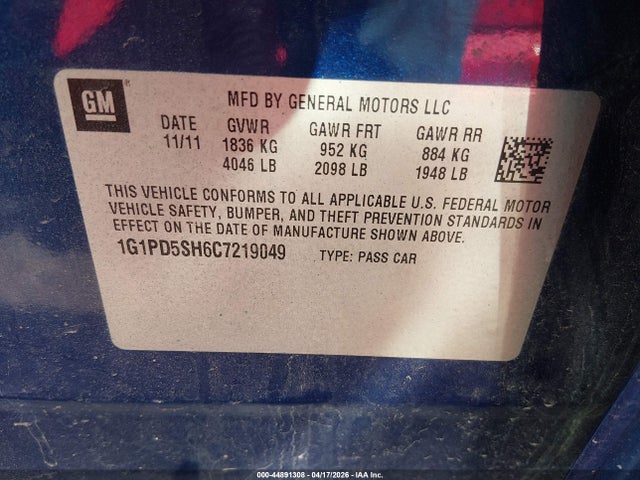 GM
MFD BY GENERAL MOTORS LLC
DATE GVWR GAWR FRT GAWR RR
11/11 1836 KG 952 KG 884 KG
4046 LB 2098 LB 1948 LB
THIS VEHICLE CONFORMS TO ALL APPLICABLE U.S. FEDERAL MOTOR
VEHICLE SAFETY, BUMPER, AND THEFT PREVENTION STANDARDS IN
EFFECT ON THE DATE OF MANUFACTURE SHOWN ABOVE.
1G1PD5SH6C7219049 TYPE: PASS CAR
000-44891308 - 04/17/2026 - IAA Inc.